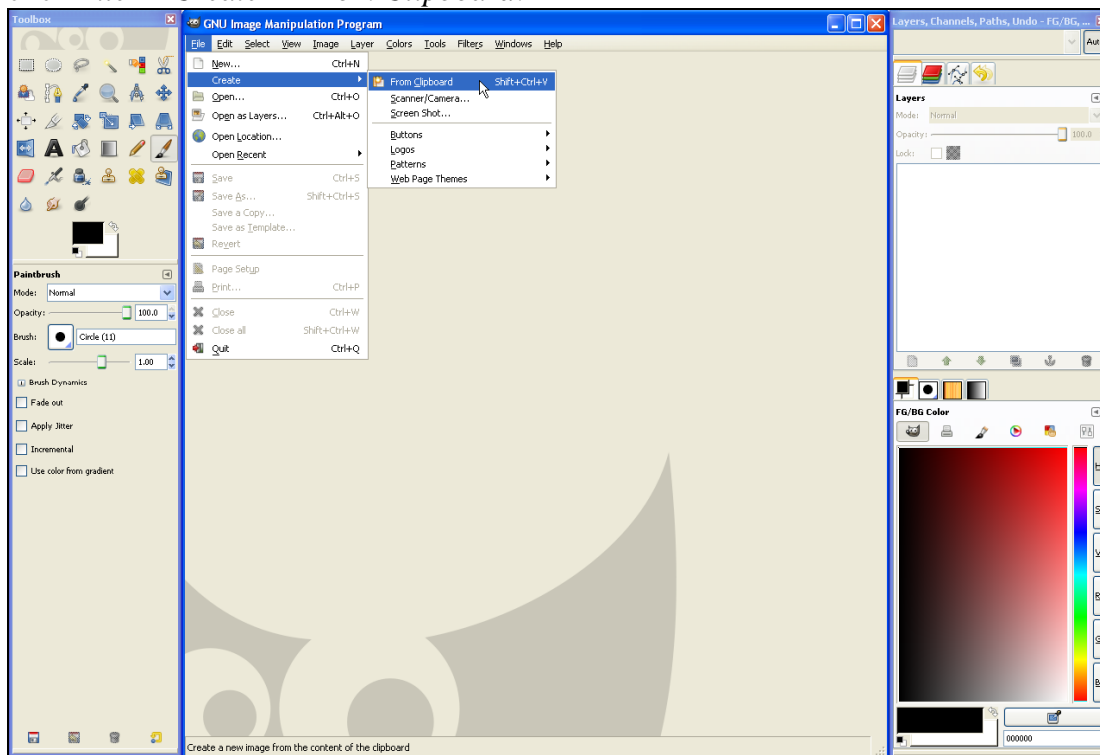 Toolbox
Paintbrush
Mode: Normal
Opacity: 100.0
Brush: Circle (11)
Scale: 1.00
Brush Dynamics
Fade out
Apply Jitter
Incremental
Use color from gradient
GNU Image Manipulation Program
File Edit Select View Image Layer Colors Tools Filters Windows Help
New... Ctrl+N
Create
Open... Ctrl+O
Open as Layers... Ctrl+Alt+O
Open Location...
Open Recent
Save Ctrl+S
Save As... Shift+Ctrl+S
Save a Copy...
Save as Template...
Revert
Page Setup
Print... Ctrl+P
Close Ctrl+W
Close all Shift+Ctrl+W
Quit Ctrl+Q
From Clipboard Shift+Ctrl+V
Scanner/Camera...
Screen Shot...
Buttons
Logos
Patterns
Web Page Themes
Create a new image from the content of the clipboard
Layers, Channels, Paths, Undo - FG/BG, ...
Aut
Layers
Mode: Normal
Opacity: 100.0
Lock:
FG/BG Color
000000